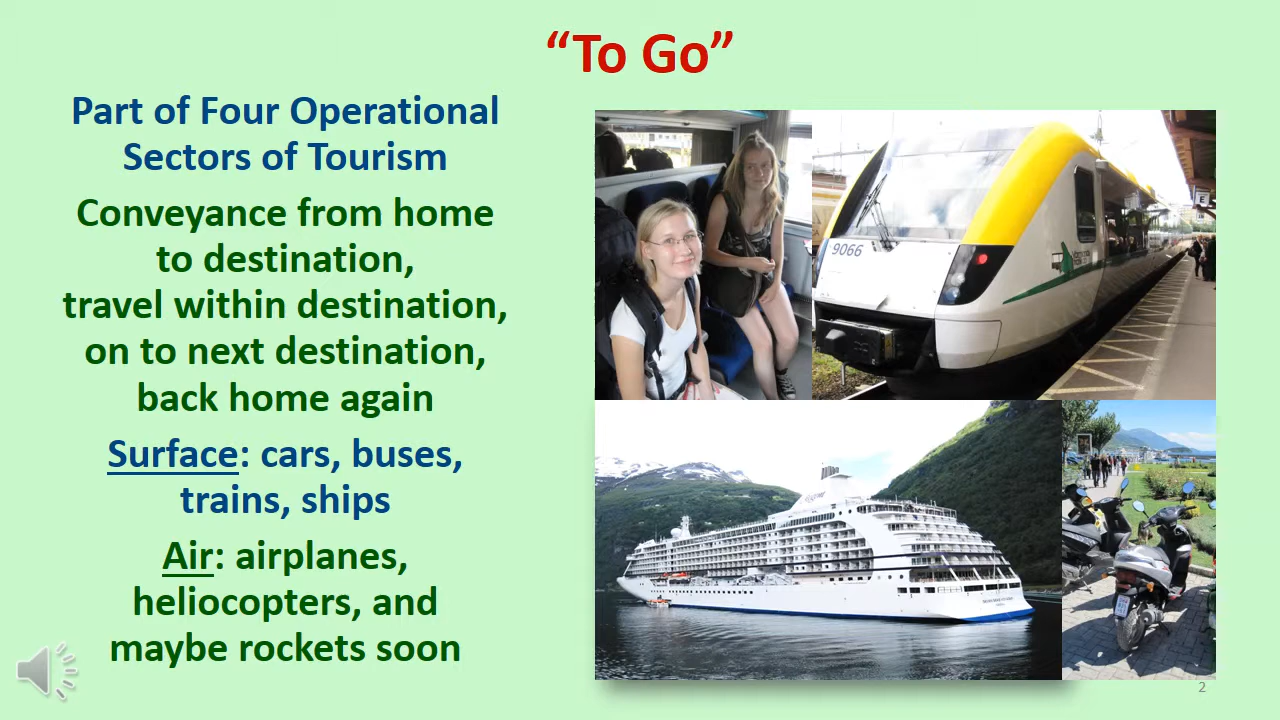 “To Go”
Part of Four Operational
Sectors of Tourism
Conveyance from home
to destination,
travel within destination,
on to next destination,
back home again
Surface: cars, buses,
trains, ships
Air: airplanes,
heliocopters, and
maybe rockets soon
9066
E
2